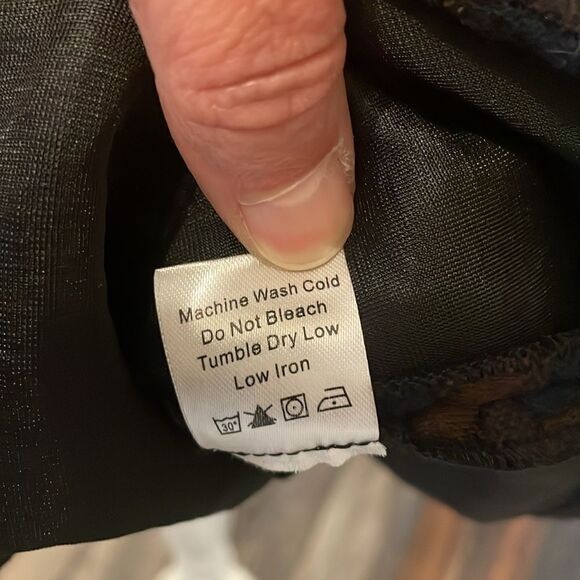 Machine Wash Cold
Do Not Bleach
Tumble Dry Low
Low Iron
30°